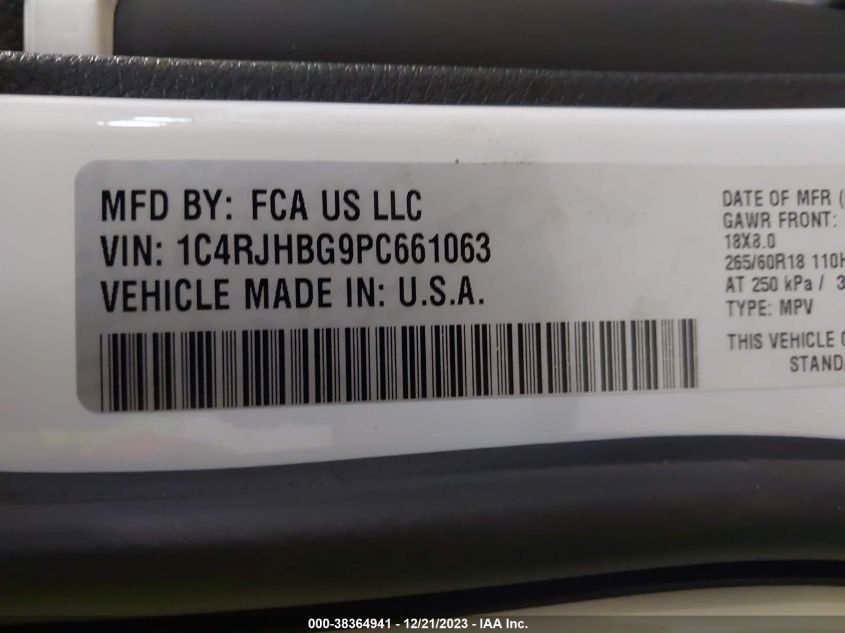 MFD BY: FCA US LLC
VIN: 1C4RJHBG9PC661063
VEHICLE MADE IN: U.S.A.
DATE OF MFR (
GAWR FRONT:
18X8.0
265/60R18 110H
AT 250 kPa / 3
TYPE: MPV
THIS VEHICLE
STAND
000-38364941 - 12/21/2023 - IAA Inc.